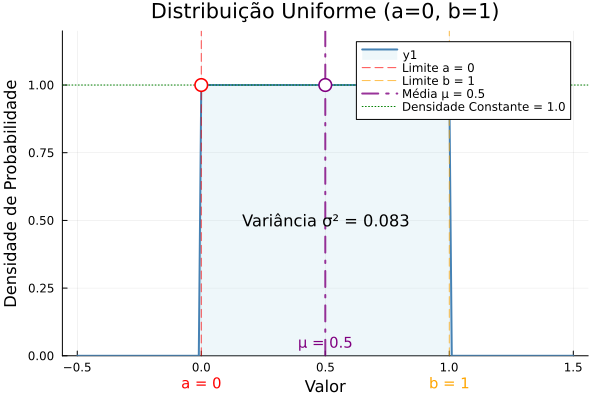 Distribuição Uniforme (a=0, b=1)
y1
Limite a = 0
Limite b = 1
Média μ = 0.5
Densidade Constante = 1.0
Densidade de Probabilidade
1.00
0.75
0.50
0.25
0.00
Variância σ² = 0.083
μ = 0.5
−0.5
0.0
0.5
1.0
1.5
a = 0
b = 1
Valor